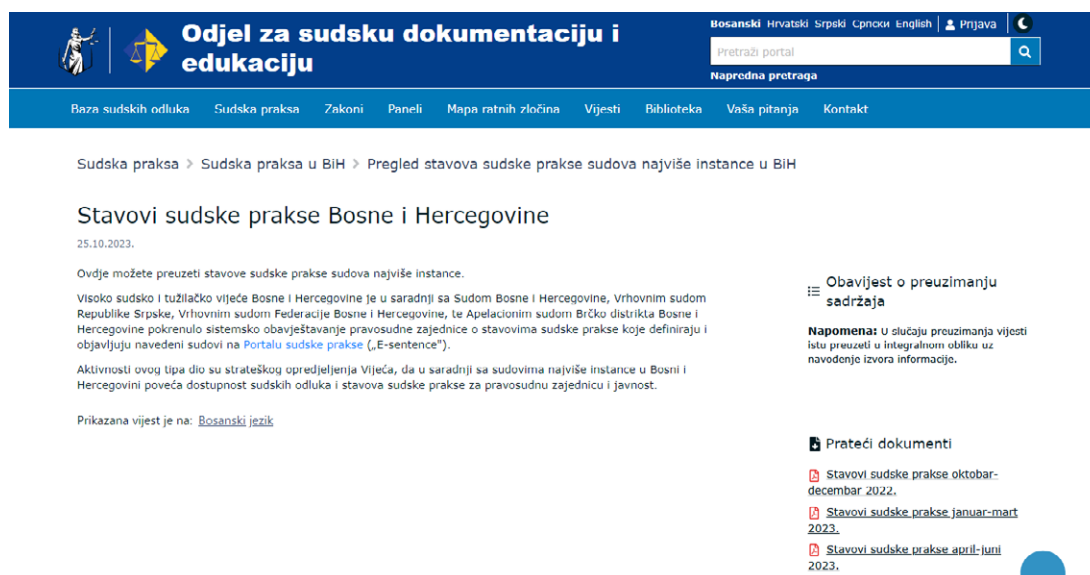 Odjel za sudsku dokumentaciju i
edukaciju
Bosanski Hrvatski Srpski Српски English Prijava
Pretraži portal
Napredna pretraga
Baza sudskih odluka Sudska praksa Zakoni Paneli Mapa ratnih zločina Vijesti Biblioteka Vaša pitanja Kontakt
Sudska praksa > Sudska praksa u BiH > Pregled stavova sudske prakse sudova najviše instance u BiH
Stavovi sudske prakse Bosne i Hercegovine
25.10.2023.
Ovdje možete preuzeti stavove sudske prakse sudova najviše instance.
Visoko sudsko i tužilačko vijeće Bosne i Hercegovine je u saradnji sa Sudom Bosne i Hercegovine, Vrhovnim sudom
Republike Srpske, Vrhovnim sudom Federacije Bosne i Hercegovine, te Apelacionim sudom Brčko distrikta Bosne i
Hercegovine pokrenulo sistemsko obavještavanje pravosudne zajednice o stavovima sudske prakse koje definiraju i
objavljuju navedeni sudovi na Portalu sudske prakse („E-sentence").
Aktivnosti ovog tipa dio su strateškog opredjeljenja Vijeća, da u saradnji sa sudovima najviše instance u Bosni i
Hercegovini poveća dostupnost sudskih odluka i stavova sudske prakse za pravosudnu zajednicu i javnost.
Prikazana vijest je na: Bosanski jezik
Obavijest o preuzimanju
sadržaja
Napomena: U slučaju preuzimanja vijesti
istu preuzeti u integralnom obliku uz
navođenje izvora informacije.
Prateći dokumenti
Stavovi sudske prakse oktobar-
decembar 2022.
Stavovi sudske prakse januar-mart
2023.
Stavovi sudske prakse april-juni
2023.